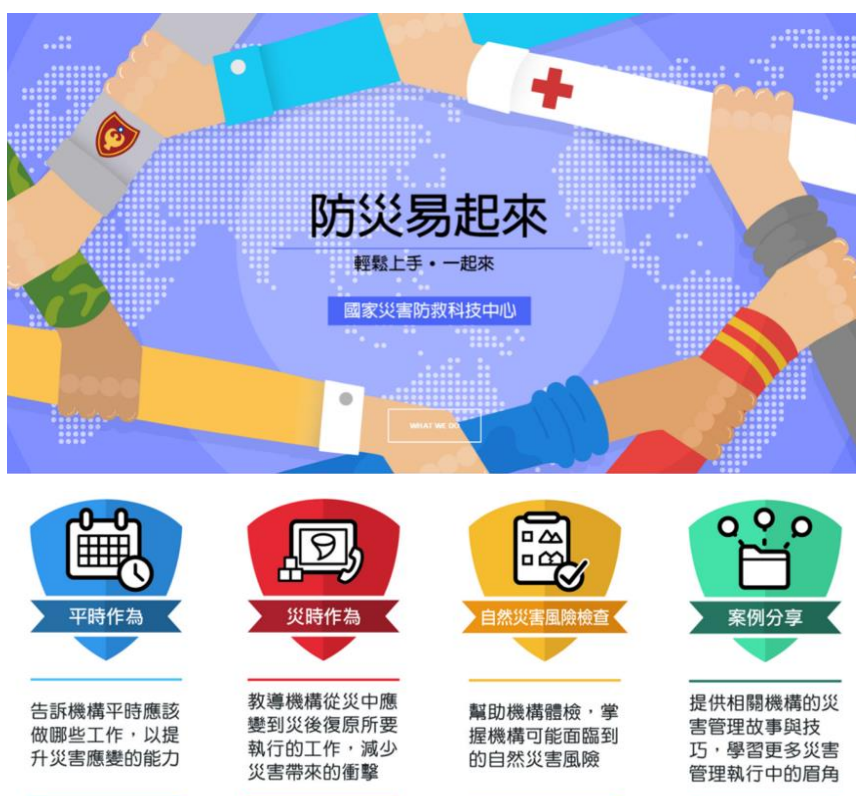 防災易起來
輕鬆上手・一起來
國家災害防救科技中心
WHAT WE DO
平時作為
災時作為
自然災害風險檢查
案例分享
告訴機構平時應該
做哪些工作，以提
升災害應變的能力
教導機構從災中應
變到災後復原所要
執行的工作，減少
災害帶來的衝擊
幫助機構體檢，掌
握機構可能面臨到
的自然災害風險
提供相關機構的災
害管理故事與技
巧，學習更多災害
管理執行中的眉角